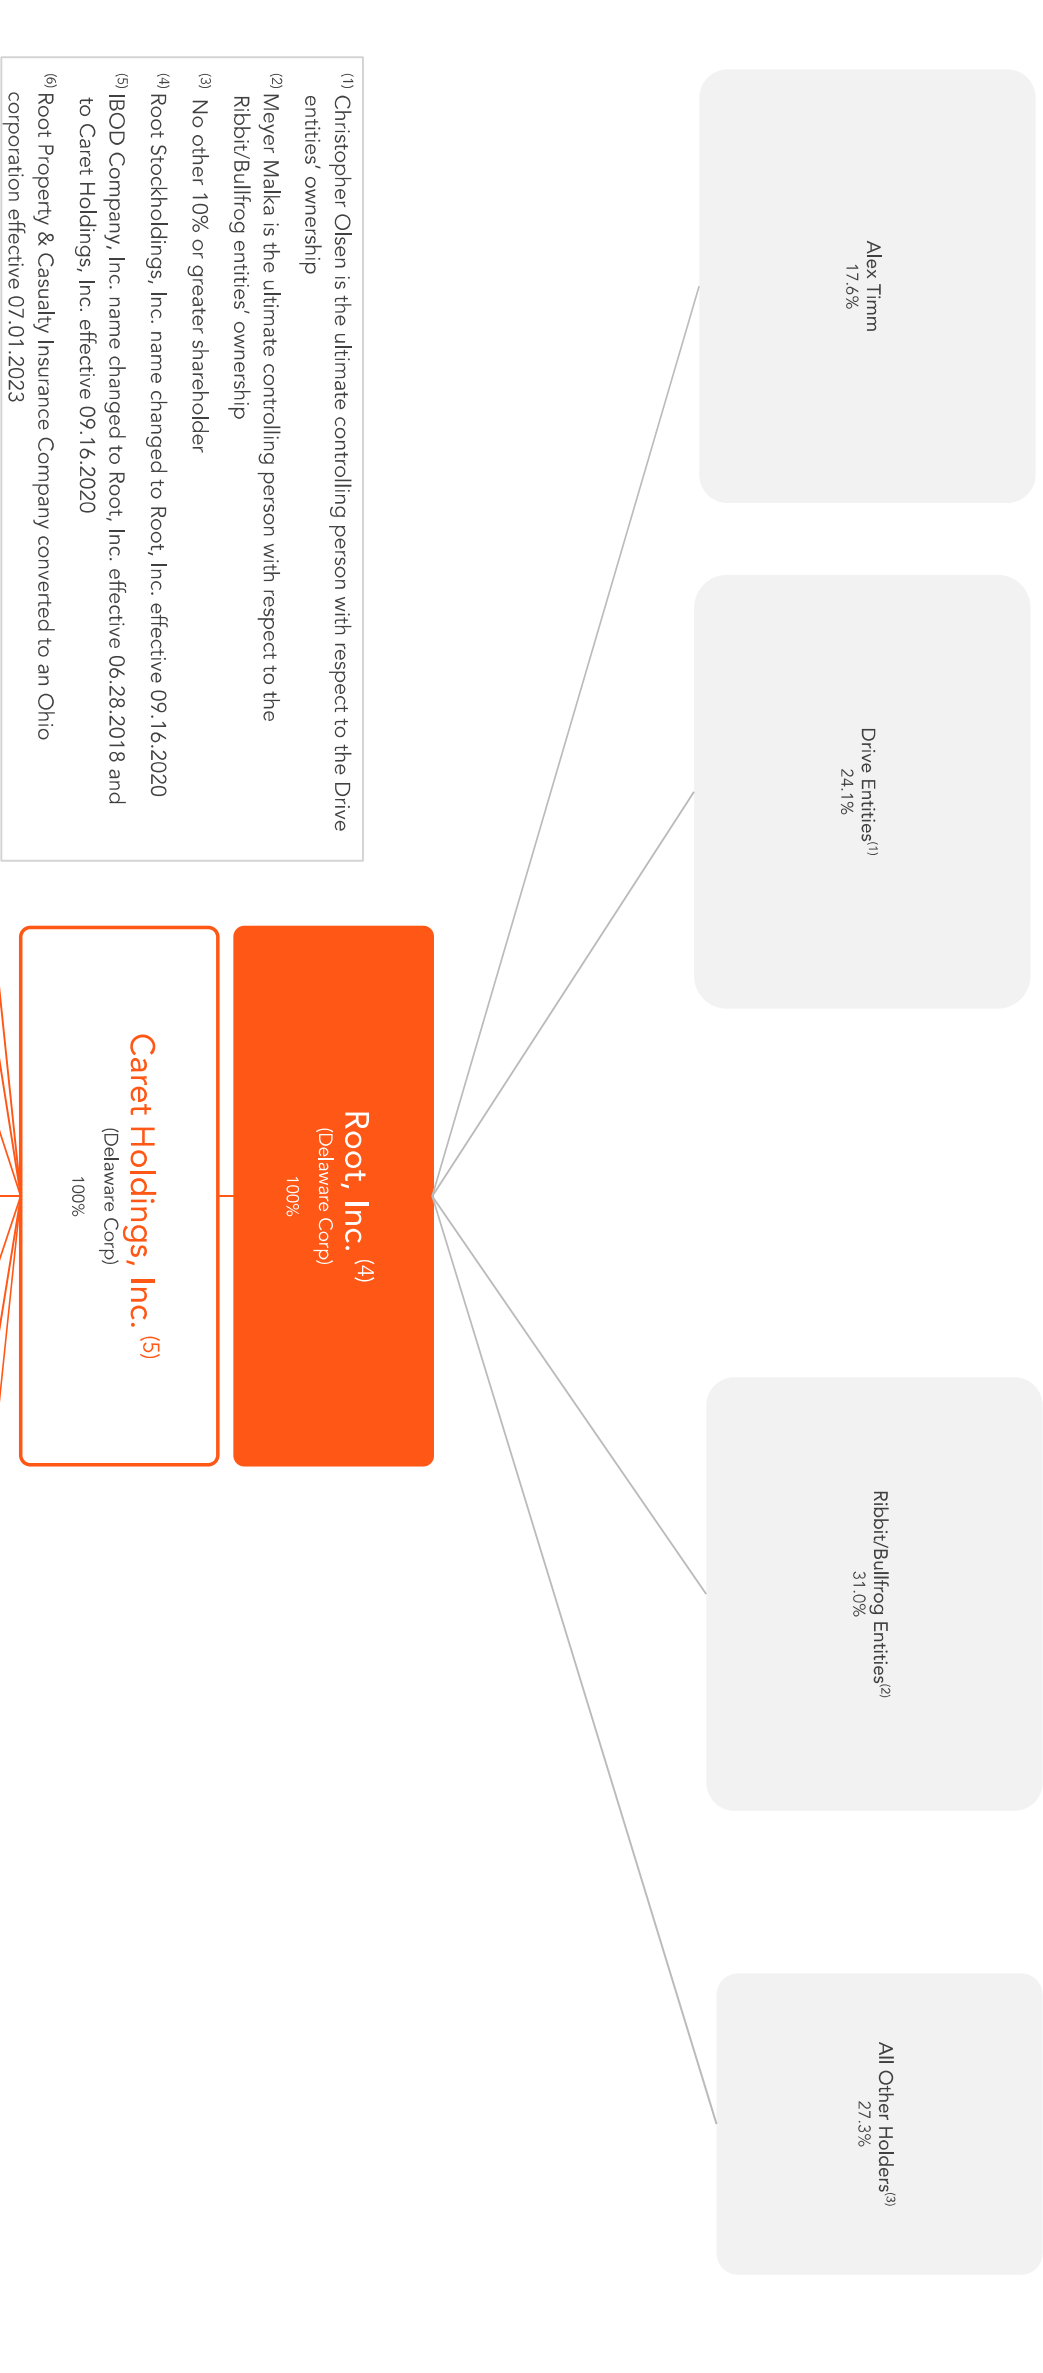 Alex Timm
17.6%
Drive Entities(1)
24.1%
Ribbit/Bullfrog Entities(2)
31.0%
All Other Holders(3)
27.3%
(1) Christopher Olsen is the ultimate controlling person with respect to the Drive
entities’ ownership
(2) Meyer Malka is the ultimate controlling person with respect to the
Ribbit/Bullfrog entities’ ownership
(3) No other 10% or greater shareholder
(4) Root Stockholdings, Inc. name changed to Root, Inc. effective 09.16.2020
(5) IBOD Company, Inc. name changed to Root, Inc. effective 06.28.2018 and
to Caret Holdings, Inc. effective 09.16.2020
(6) Root Property & Casualty Insurance Company converted to an Ohio
corporation effective 07.01.2023
Root, Inc. (4)
(Delaware Corp)
100%
Caret Holdings, Inc. (5)
(Delaware Corp)
100%